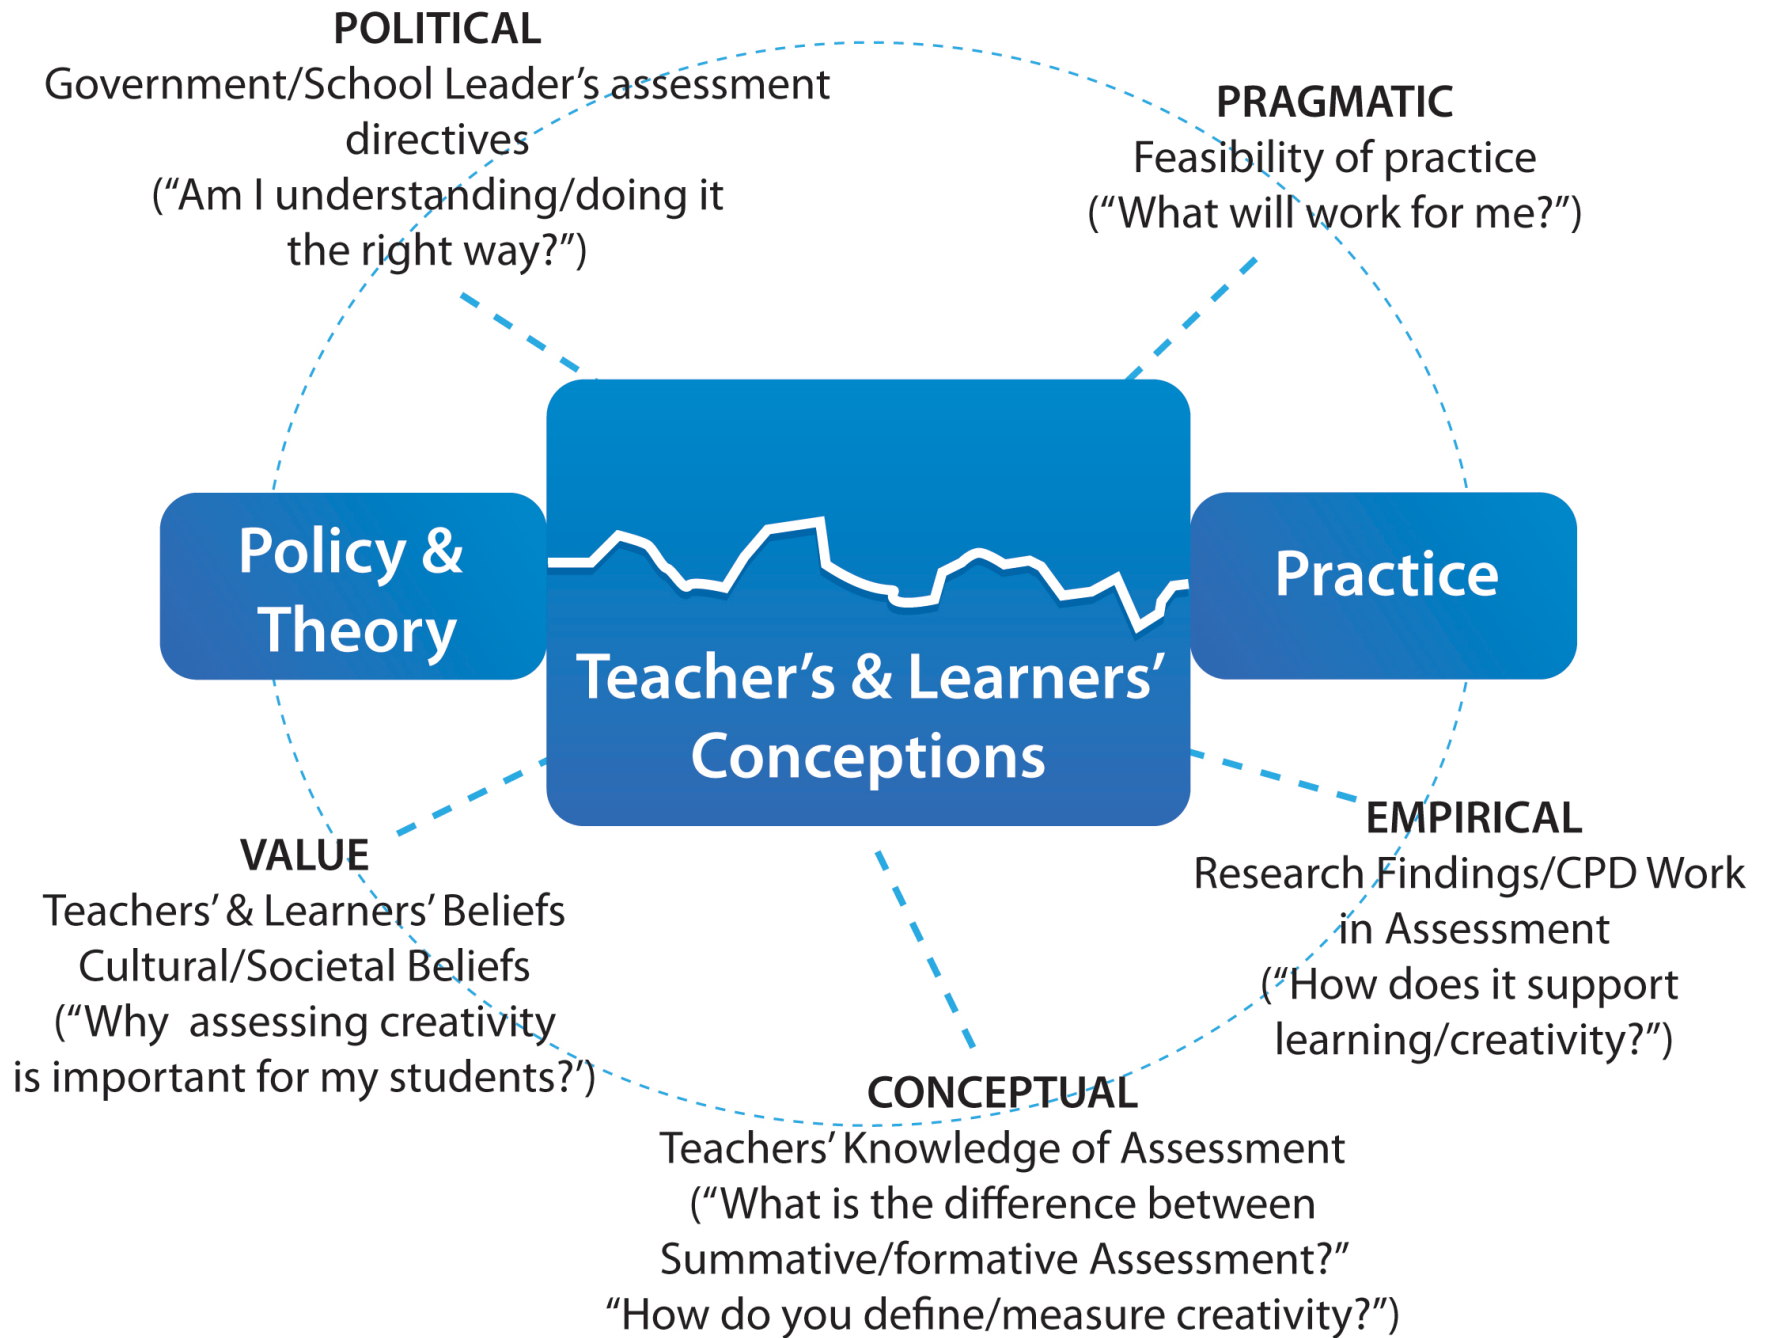 POLITICAL
Government/School Leader’s assessment
directives
(“Am I understanding/doing it
the right way?”)
PRAGMATIC
Feasibility of practice
(“What will work for me?”)
Policy &
Theory
Teacher’s & Learners’
Conceptions
Practice
VALUE
Teachers’ & Learners’ Beliefs
Cultural/Societal Beliefs
(“Why  assessing creativity
is important for my students?’)
EMPIRICAL
Research Findings/CPD Work
in Assessment
(“How does it support
learning/creativity?”)
CONCEPTUAL
Teachers’ Knowledge of Assessment
(“What is the difference between
Summative/formative Assessment?”
“How do you define/measure creativity?”)